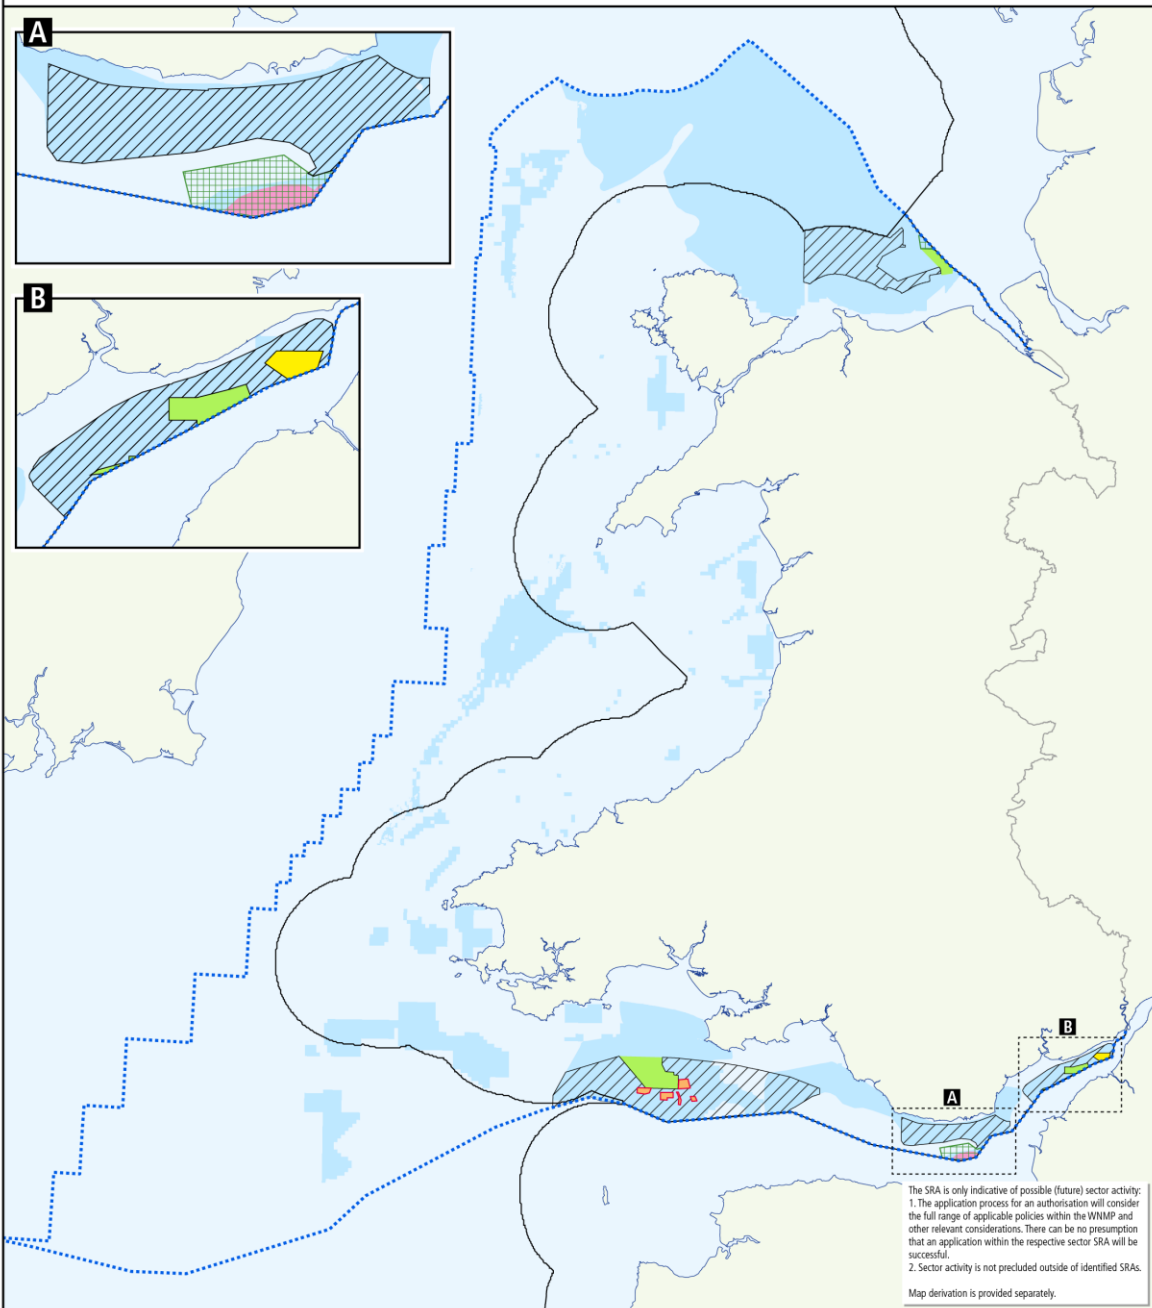 A
B
B
A
The SRA is only indicative of possible (future) sector activity:
1. The application process for an authorisation will consider
the full range of applicable policies within the WNMP and
other relevant considerations. There can be no presumption
that an application within the respective sector SRA will be
successful.
2. Sector activity is not precluded outside of identified SRAs.
Map derivation is provided separately.